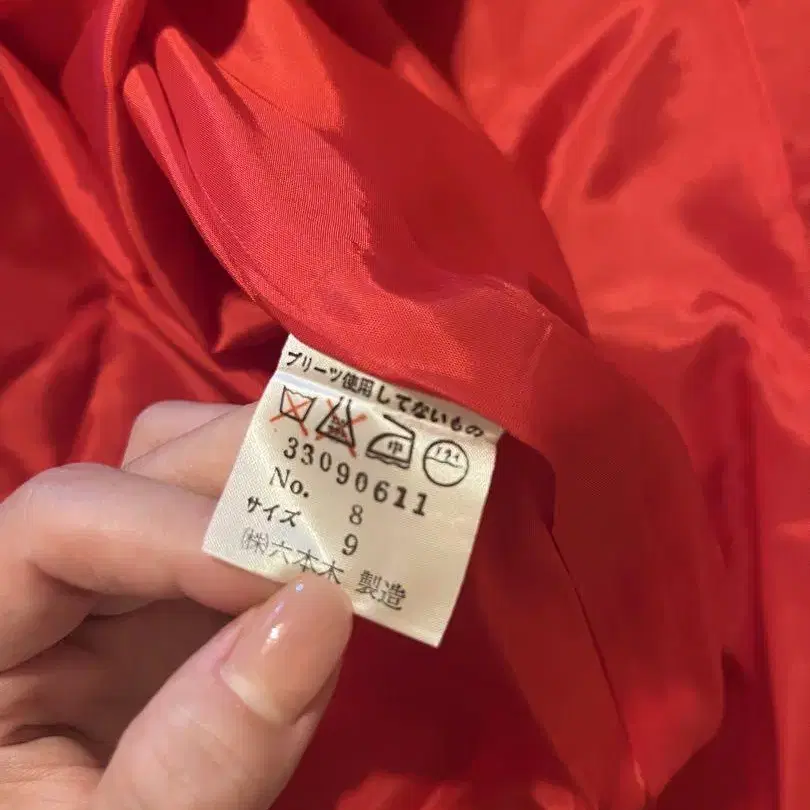 プリーツ使用してないもの
33090611
No. 8
サイズ 9
㈱六本木 製造